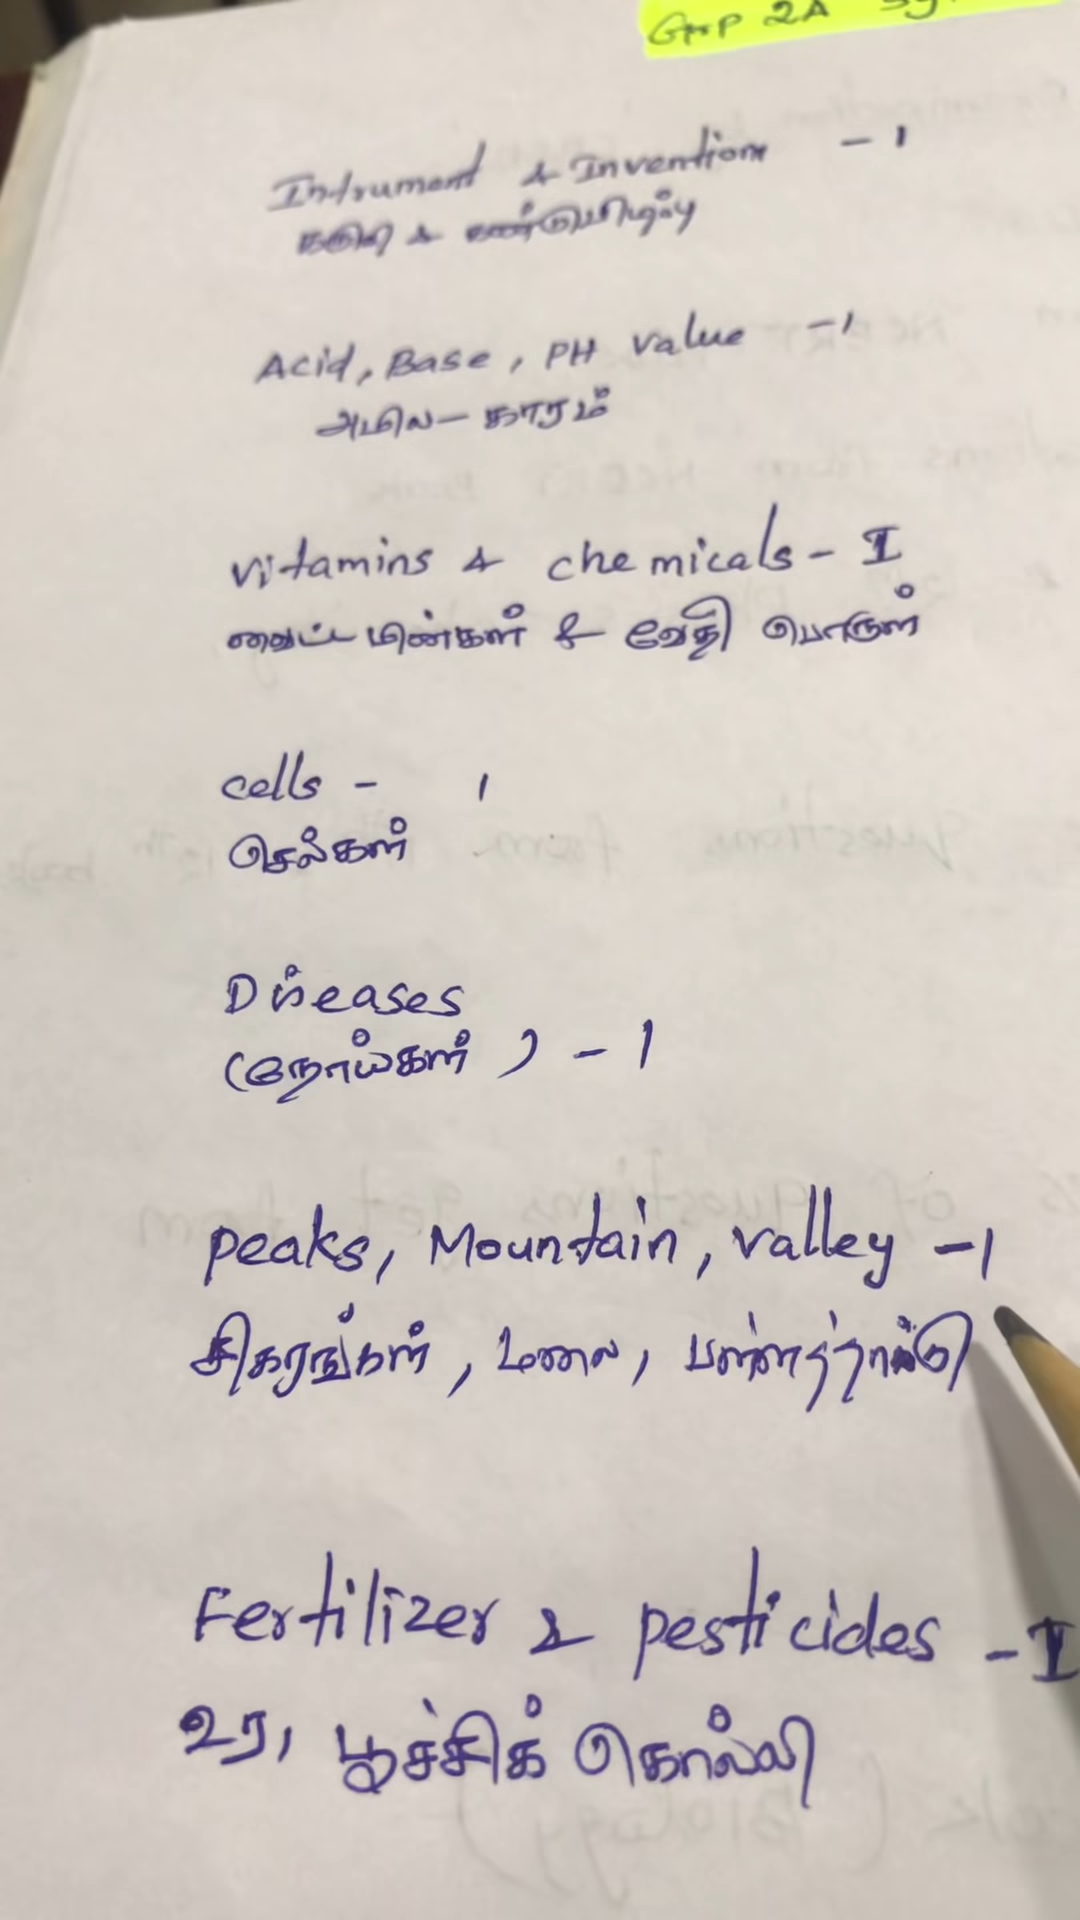 Grp 2A
Intrument & Invention - 1
கருவி & கண்டுபிடிப்பு
Acid, Base, PH value - 1
அமில - காரம்
Vitamins & chemicals - I
வைட்டமின்கள் & வேதி பொருள்
cells - 1
செல்கள்
Diseases
(நோய்கள்) - 1
Peaks, Mountain, valley - 1
சிகரங்கள், மலை, பள்ளத்தாக்கு
Fertilizer & pesticides - I
உர, பூச்சிக் கொல்லி